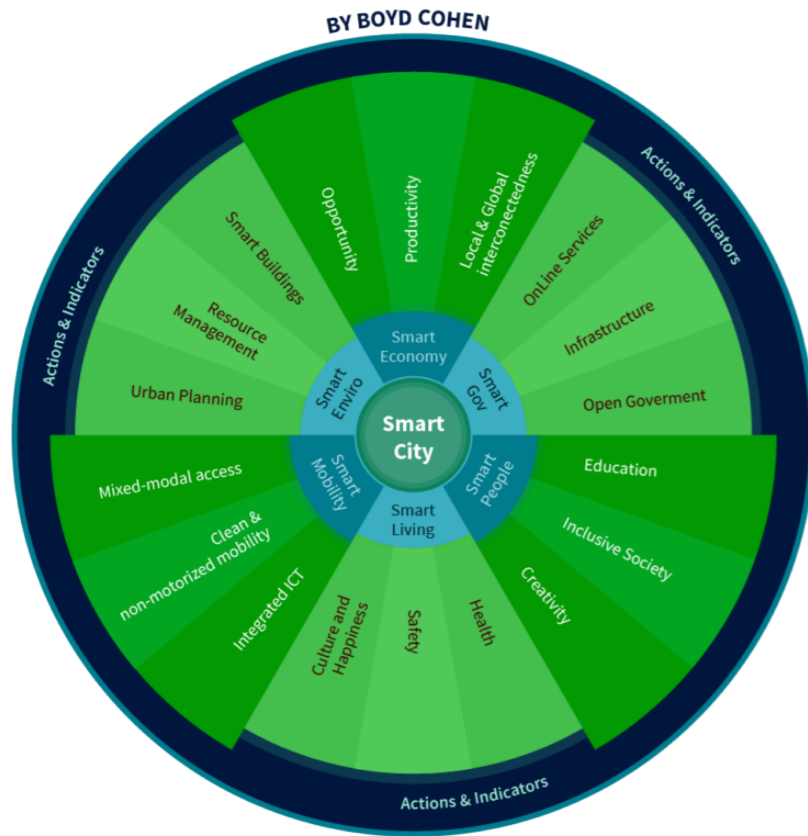 BY BOYD COHEN
Actions & Indicators
Actions & Indicators
Actions & Indicators
Opportunity
Productivity
Local & Global
interconectedness
OnLine Services
Infrastructure
Open Goverment
Education
Inclusive Society
Creativity
Health
Safety
Culture and
Happiness
Integrated ICT
Clean &
non-motorized mobility
Mixed-modal access
Urban Planning
Resource
Management
Smart Buildings
Smart
Economy
Smart
Gov
Smart
People
Smart
Living
Smart
Mobility
Smart
Enviro
Smart
City